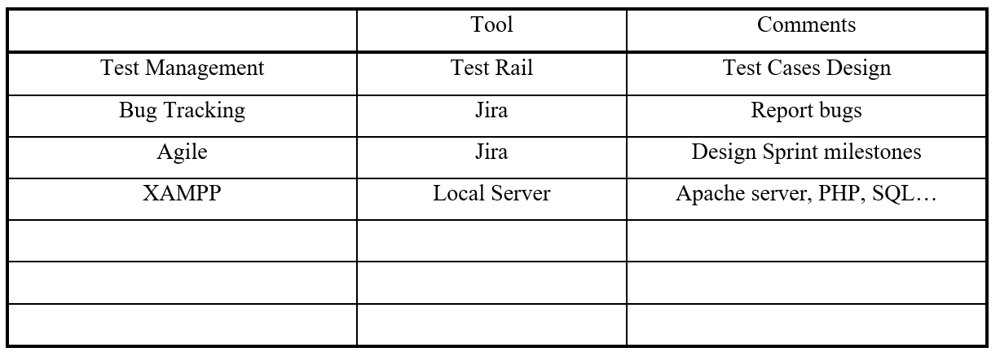 Tool Comments
Test Management Test Rail Test Cases Design
Bug Tracking Jira Report bugs
Agile Jira Design Sprint milestones
XAMPP Local Server Apache server, PHP, SQL…